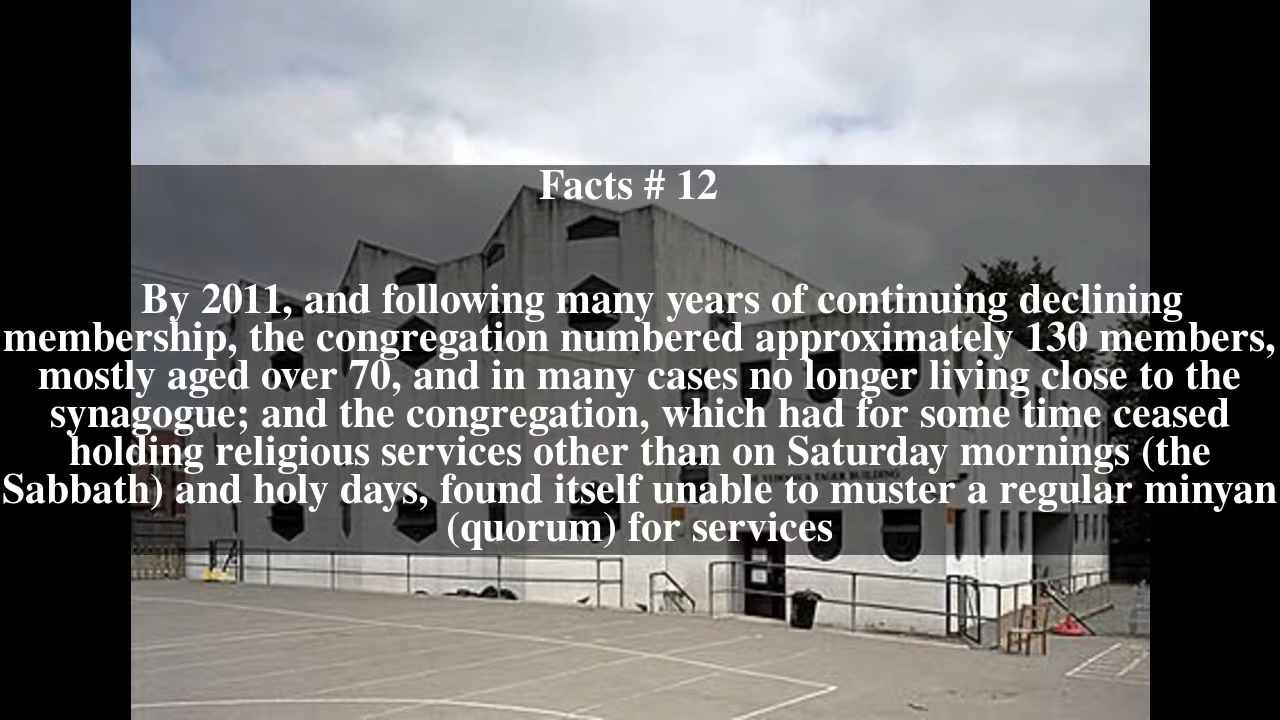 Facts # 12
By 2011, and following many years of continuing declining
membership, the congregation numbered approximately 130 members,
mostly aged over 70, and in many cases no longer living close to the
synagogue; and the congregation, which had for some time ceased
holding religious services other than on Saturday mornings (the
Sabbath) and holy days, found itself unable to muster a regular minyan
(quorum) for services
TAGER BUILDING